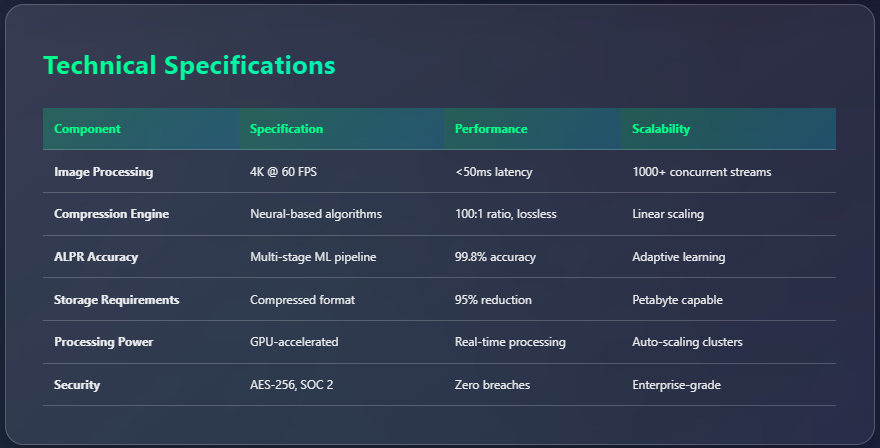 Technical Specifications
Component Specification Performance Scalability
Image Processing 4K @ 60 FPS <50ms latency 1000+ concurrent streams
Compression Engine Neural-based algorithms 100:1 ratio, lossless Linear scaling
ALPR Accuracy Multi-stage ML pipeline 99.8% accuracy Adaptive learning
Storage Requirements Compressed format 95% reduction Petabyte capable
Processing Power GPU-accelerated Real-time processing Auto-scaling clusters
Security AES-256, SOC 2 Zero breaches Enterprise-grade